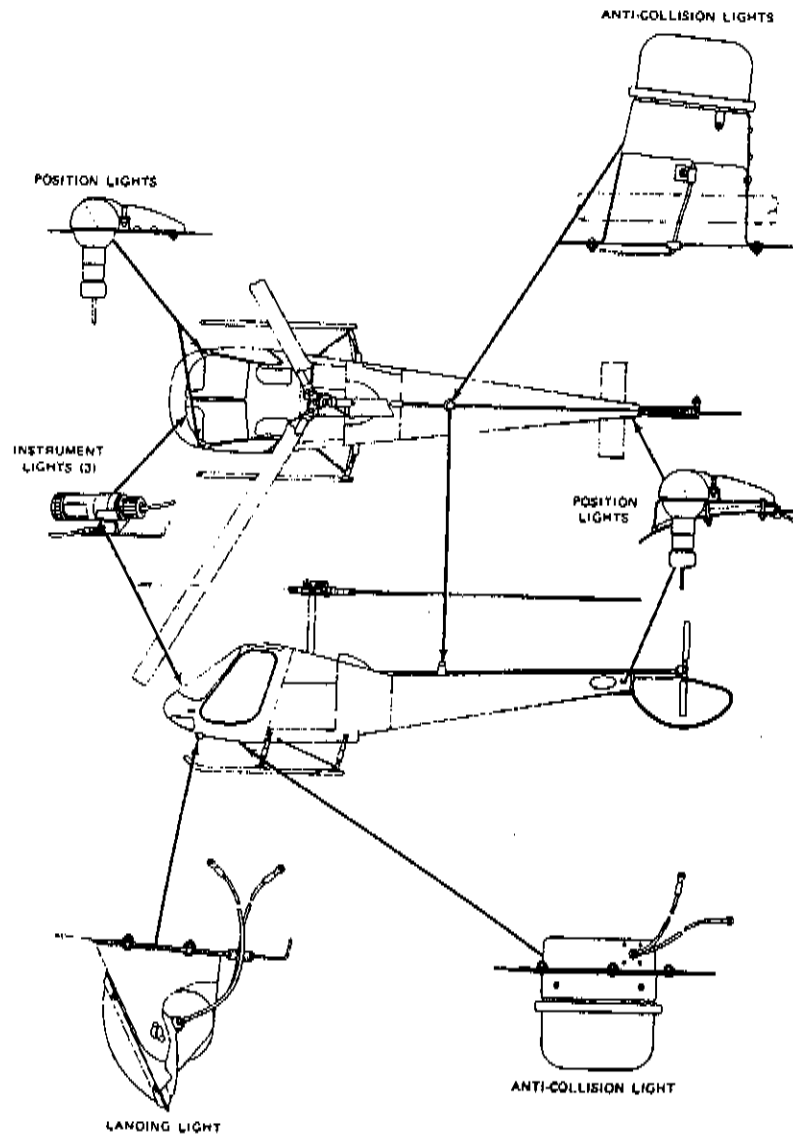 ANTI-COLLISION LIGHTS
POSITION LIGHTS
INSTRUMENT
LIGHTS (3)
POSITION
LIGHTS
ANTI-COLLISION LIGHT
LANDING LIGHT